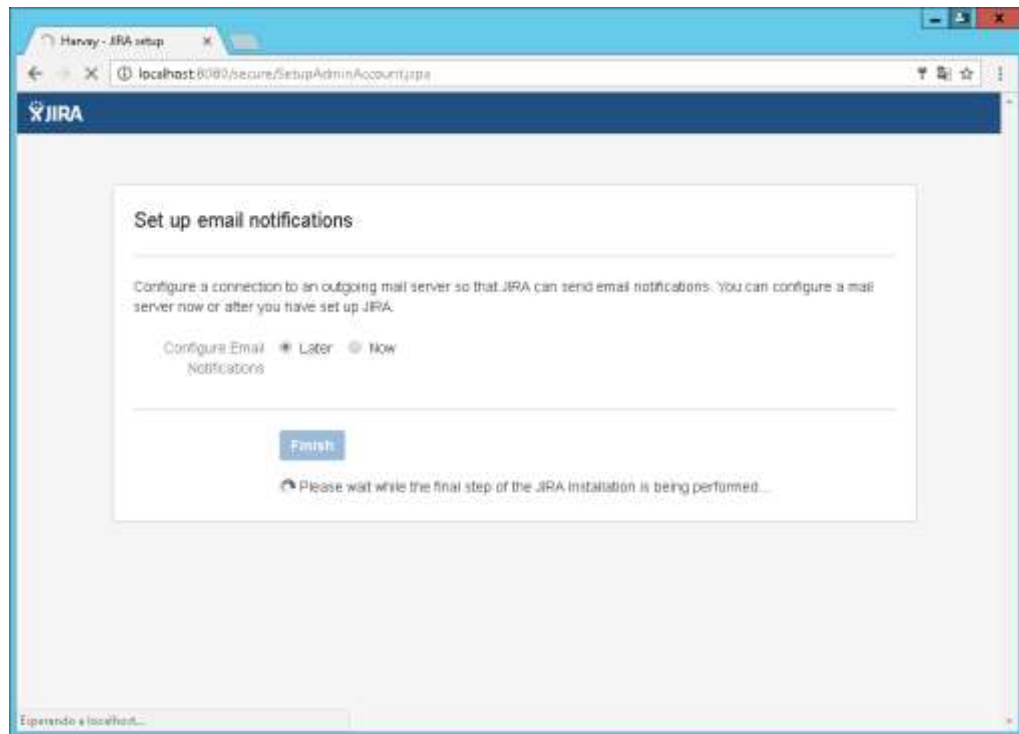 Harvay - JIRA setup
localhost:8080/secure/SetupAdminAccount.jspa
JIRA
Set up email notifications
Configure a connection to an outgoing mail server so that JIRA can send email notifications. You can configure a mail
server now or after you have set up JIRA.
Configure Email
Notifications
Later
Now
Finish
Please wait while the final step of the JIRA installation is being performed...
Esperando a localhost...